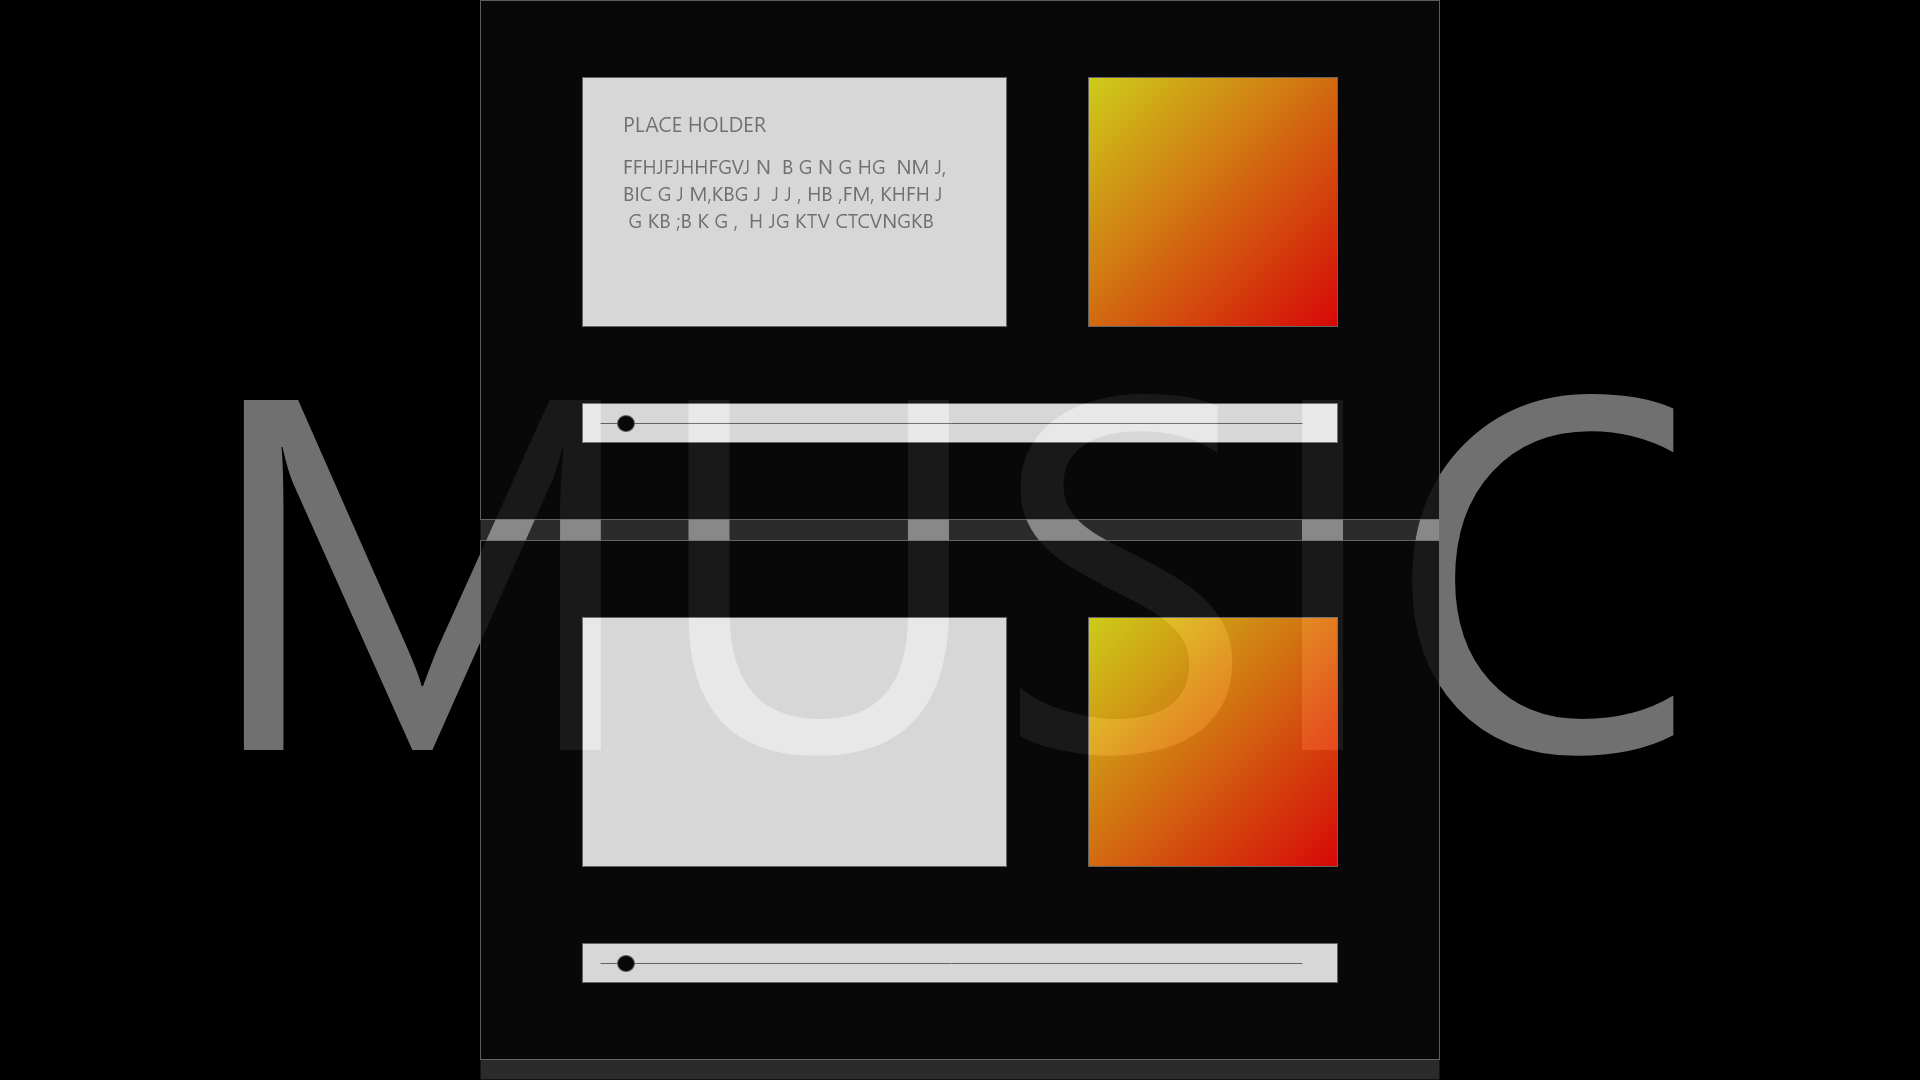 PLACE HOLDER
FFHJFJHHFGVJ N  B G N G HG  NM J,
BIC G J M,KBG J  J J , HB ,FM, KHFH J
G KB ;B K G ,  H JG KTV CTCVNGKB
MUSIC